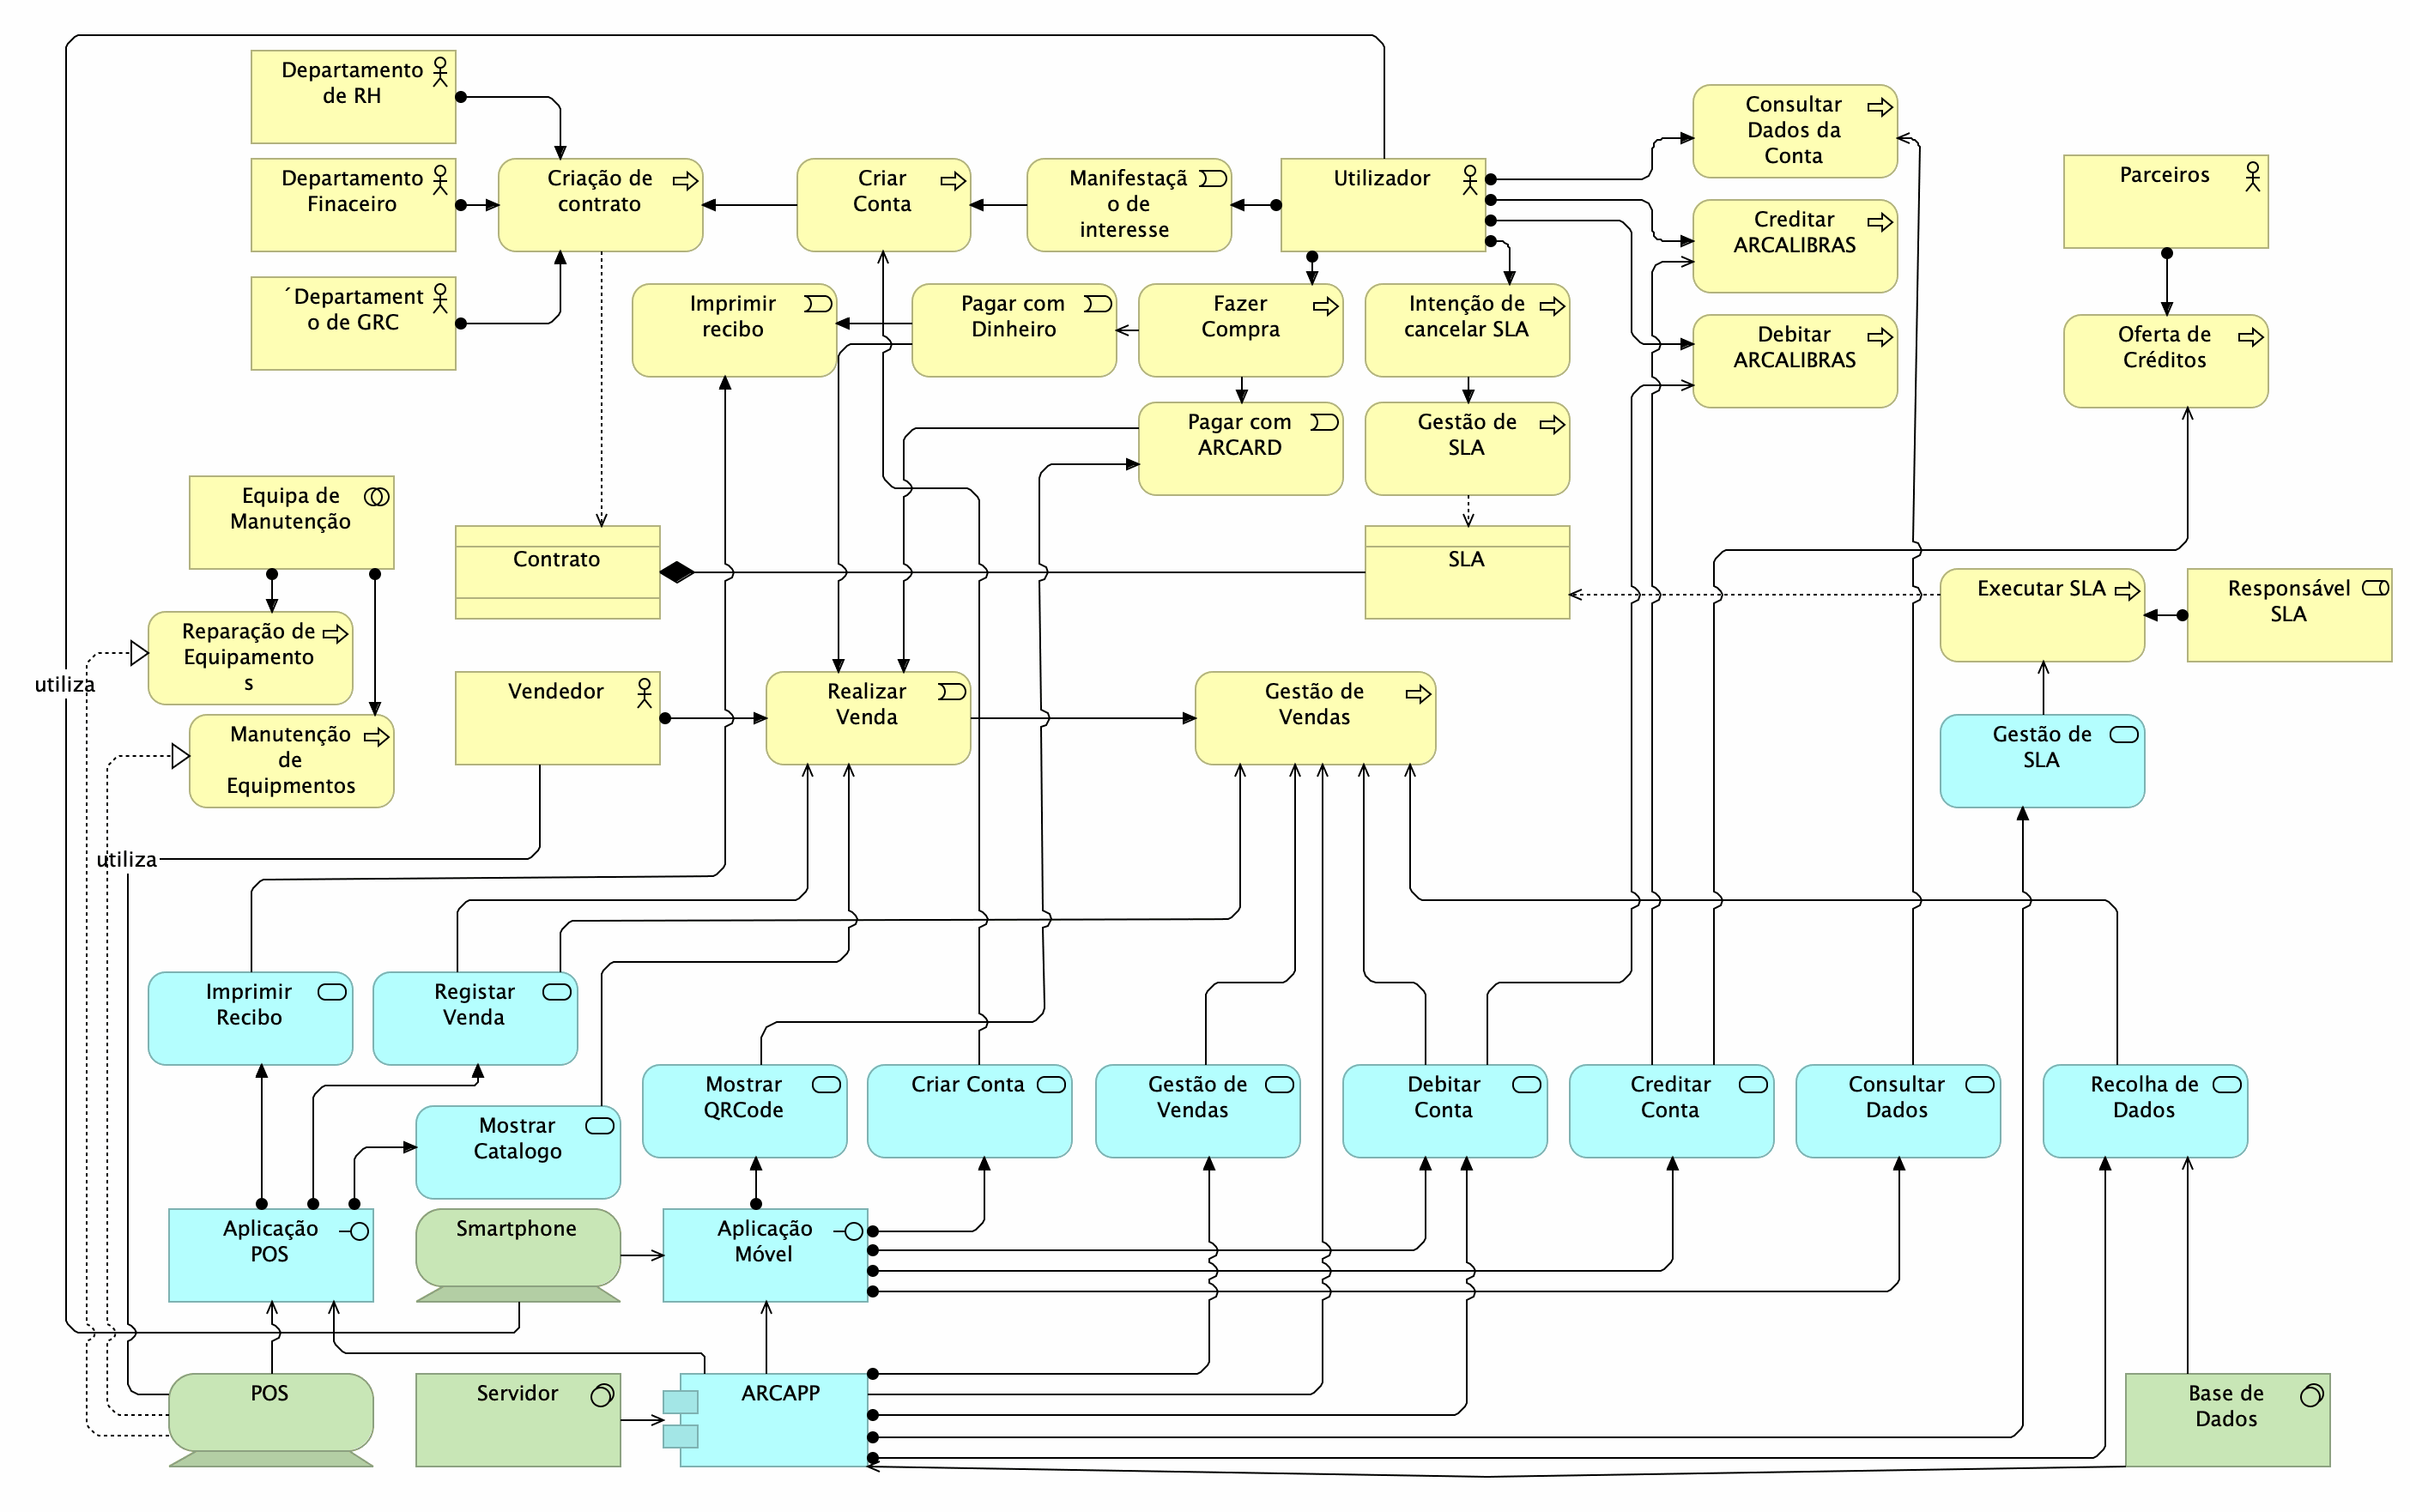 Departamento
de RH
Departamento
Finaceiro
´Department
o de GRC
Criação de
contrato
Criar
Conta
Manifestaçã
o de
interesse
Utilizador
Consultar
Dados da
Conta
Creditar
ARCALIBRAS
Debitar
ARCALIBRAS
Parceiros
Oferta de
Créditos
Imprimir
recibo
Pagar com
Dinheiro
Fazer
Compra
Intenção de
cancelar SLA
Pagar com
ARCARD
Gestão de
SLA
Equipa de
Manutenção
Contrato
SLA
Executar SLA
Responsável
SLA
Reparação de
Equipamento
s
utiliza
Vendedor
Realizar
Venda
Gestão de
Vendas
Manutenção
de
Equipmentos
Gestão de
SLA
utiliza
Imprimir
Recibo
Registar
Venda
Mostrar
Catalogo
Mostrar
QRCode
Criar Conta
Gestão de
Vendas
Debitar
Conta
Creditar
Conta
Consultar
Dados
Recolha de
Dados
Aplicação
POS
Smartphone
Aplicação
Móvel
POS
Servidor
ARCAPP
Base de
Dados